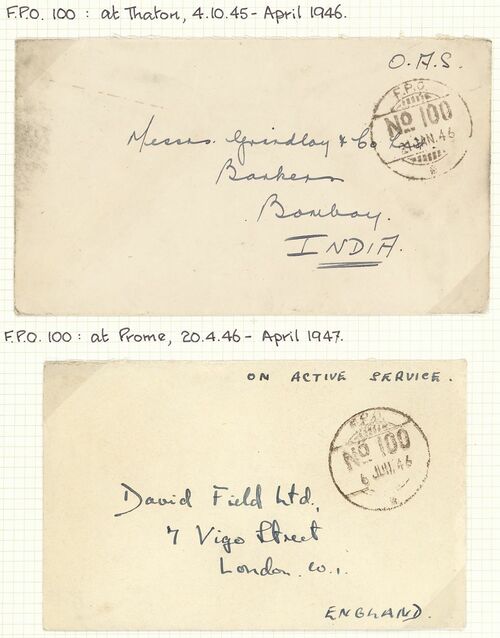 F.P.O. 100 : at Thaton, 4.10.45 - April 1946.
O.A.S.
F.P.O.
No 100
21 JAN. 46
Messrs. Grindlay & Co Ltd
Bankers
Bombay.
INDIA.
F.P.O. 100 : at Prome, 20.4.46 - April 1947.
ON ACTIVE SERVICE.
F.P.O.
No 100
6 JUN. 46
David Field Ltd.,
7 Vigo Street
London. W.1.
ENGLAND.